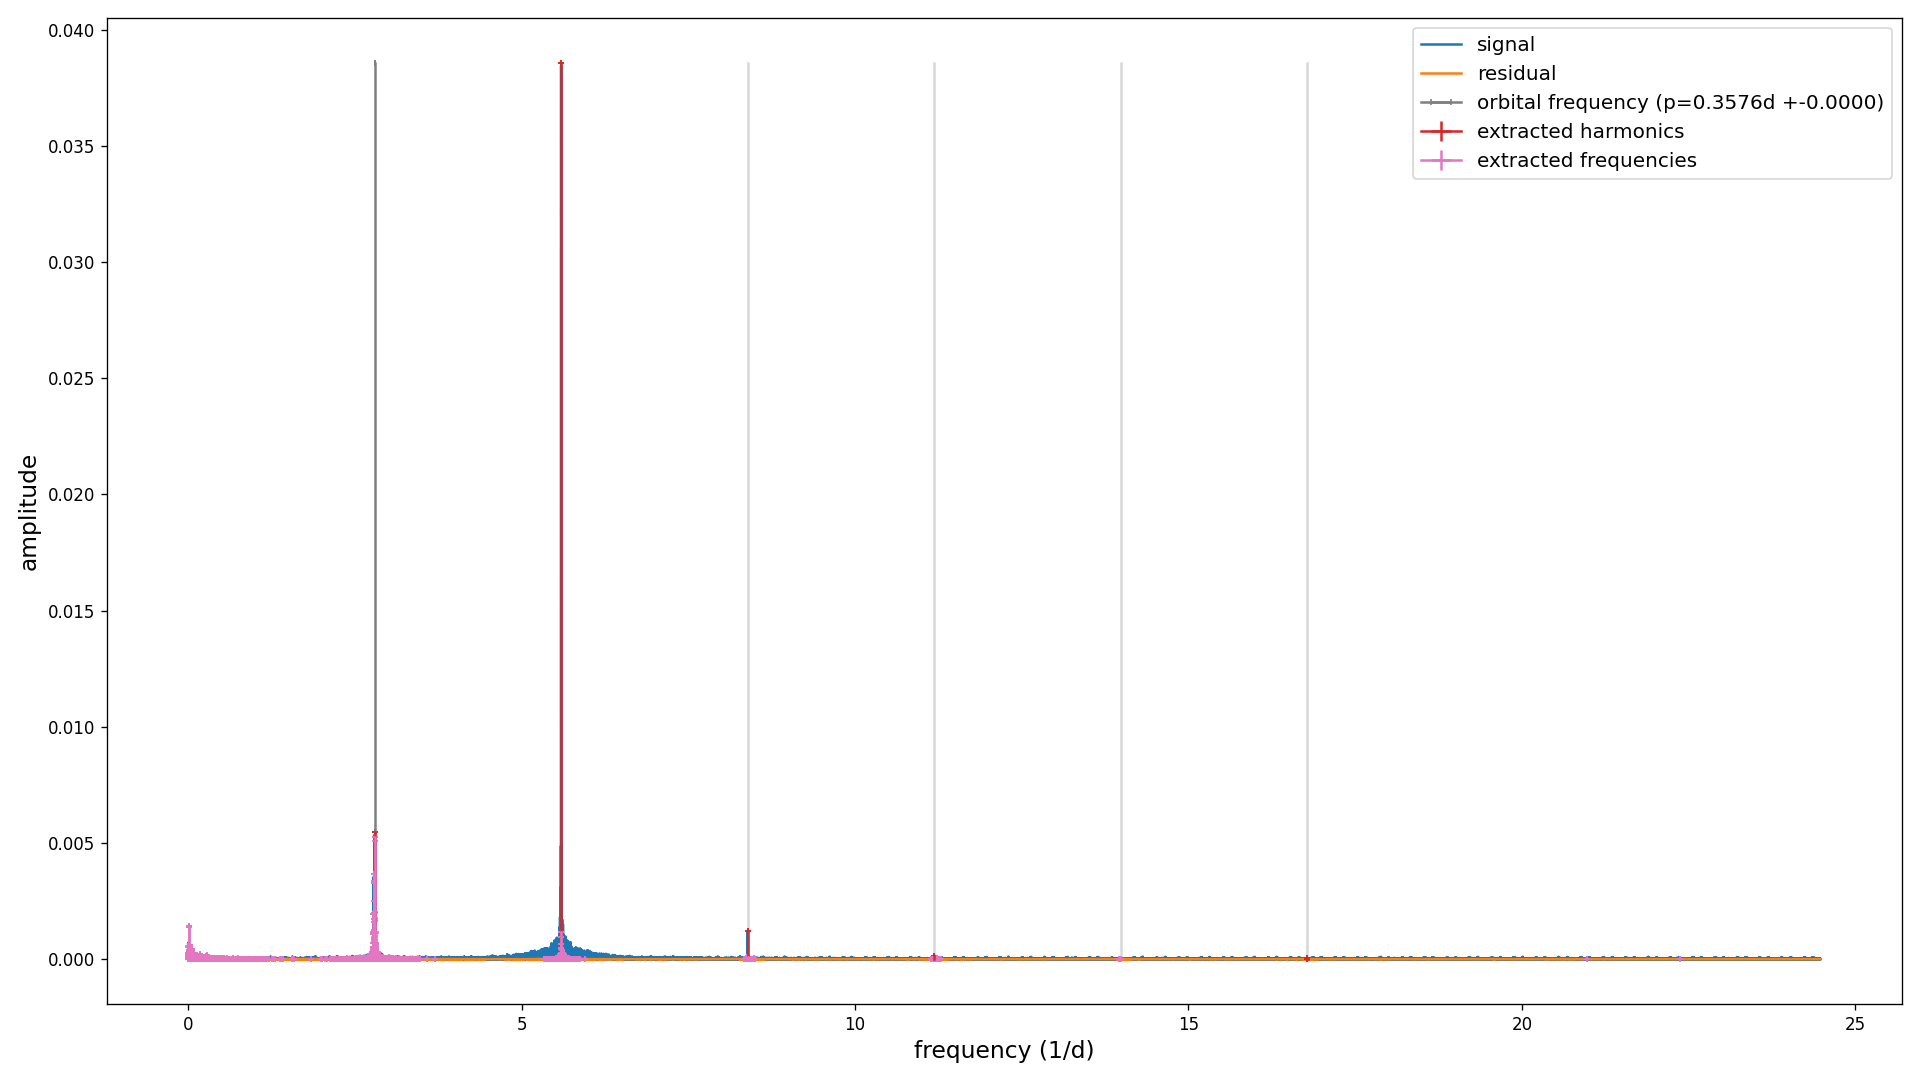 signal
residual
orbital frequency (p=0.3576d +-0.0000)
extracted harmonics
extracted frequencies
0.040
0.035
0.030
0.025
0.020
0.015
0.010
0.005
0.000
amplitude
0 5 10 15 20 25
frequency (1/d)